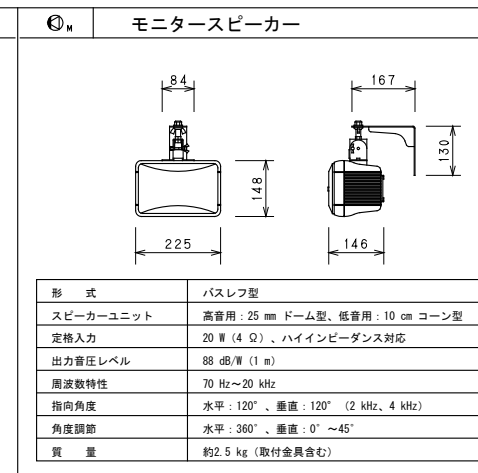 M モニタースピーカー
84 167
130
148
225 146
形 式 バスレフ型
スピーカーユニット 高音用：25 mm ドーム型、低音用：10 cm コーン型
定格入力 20 W（4 Ω）、ハイインピーダンス対応
出力音圧レベル 88 dB/W（1 m）
周波数特性 70 Hz～20 kHz
指向角度 水平：120°、垂直：120°（2 kHz、4 kHz）
角度調節 水平：360°、垂直：0°～45°
質 量 約2.5 kg（取付金具含む）